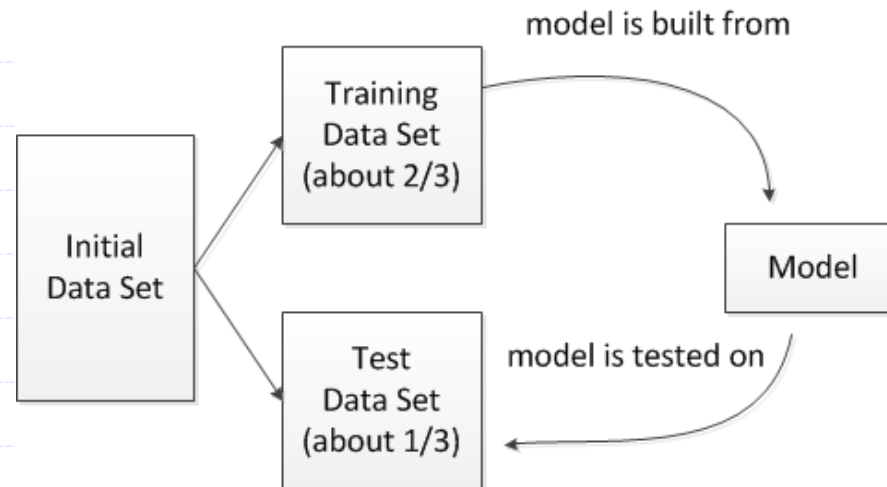 model is built from
Training
Data Set
(about 2/3)
Initial
Data Set
Model
model is tested on
Test
Data Set
(about 1/3)